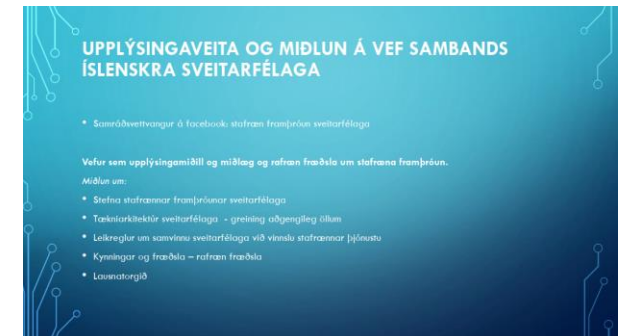 UPPLÝSINGAVEITA OG MIÐLUN Á VEF SAMBANDS
ÍSLENSKRA SVEITARFÉLAGA
• Samráðsvettvangur á facebook: stafræn framþróun sveitarfélaga
Vefur sem upplýsingamiðill og miðlæg og rafræn fræðsla um stafræna framþróun.
Miðlun um:
• Stefna stafrænnar framþróunar sveitarfélaga
• Tækniarkitektúr sveitarfélaga - greining aðgengileg öllum
• Leikreglur um samvinnu sveitarfélaga við vinnslu stafrænnar þjónustu
• Kynningar og fræðsla – rafræn fræðsla
• Lausnatorgið